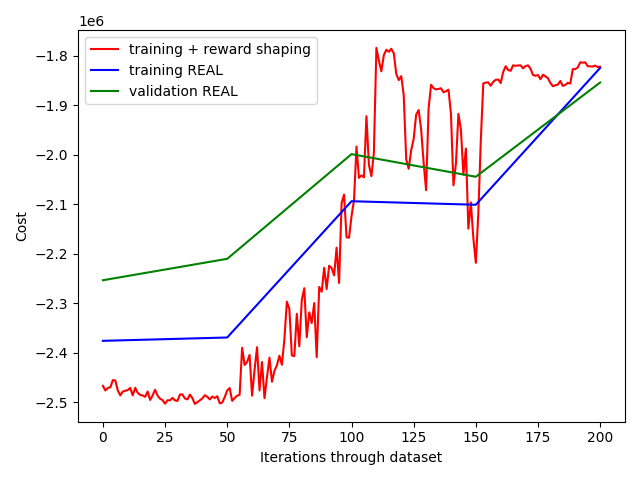 1e6
training + reward shaping
training REAL
validation REAL
−1.8
−1.9
−2.0
−2.1
−2.2
−2.3
−2.4
−2.5
Cost
0 25 50 75 100 125 150 175 200
Iterations through dataset